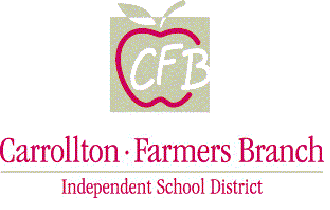 CFB
Carrollton · Farmers Branch
Independent School District